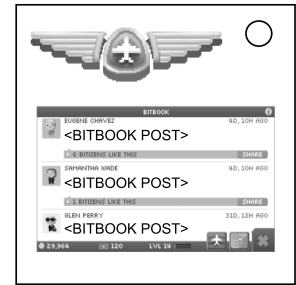 BITBOOK
EUGENE CHAVEZ 4D, 10H AGO
<BITBOOK POST>
6 BITIZENS LIKE THIS SHARE
SAMANTHA WADE 4D, 10H AGO
<BITBOOK POST>
1 BITIZENS LIKE THIS SHARE
GLEN PERRY 31D, 12H AGO
<BITBOOK POST>
29,964 120 LVL 14